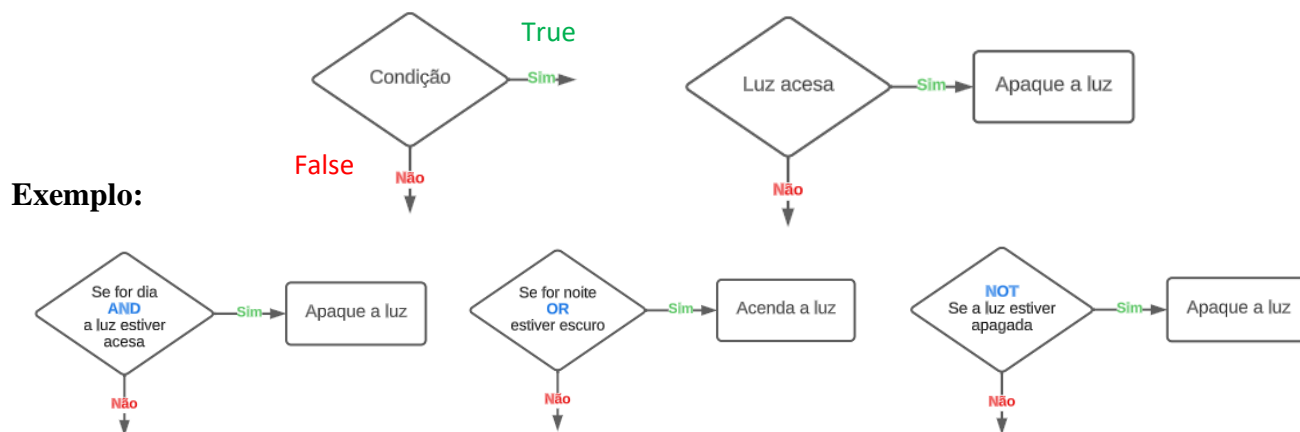 True
Condição
Sim
False
Não
Luz acesa
Sim
Apaque a luz
Não
Exemplo:
Se for dia
AND
a luz estiver
acesa
Sim
Apaque a luz
Não
Se for noite
OR
estiver escuro
Sim
Acenda a luz
Não
NOT
Se a luz estiver
apagada
Sim
Apaque a luz
Não